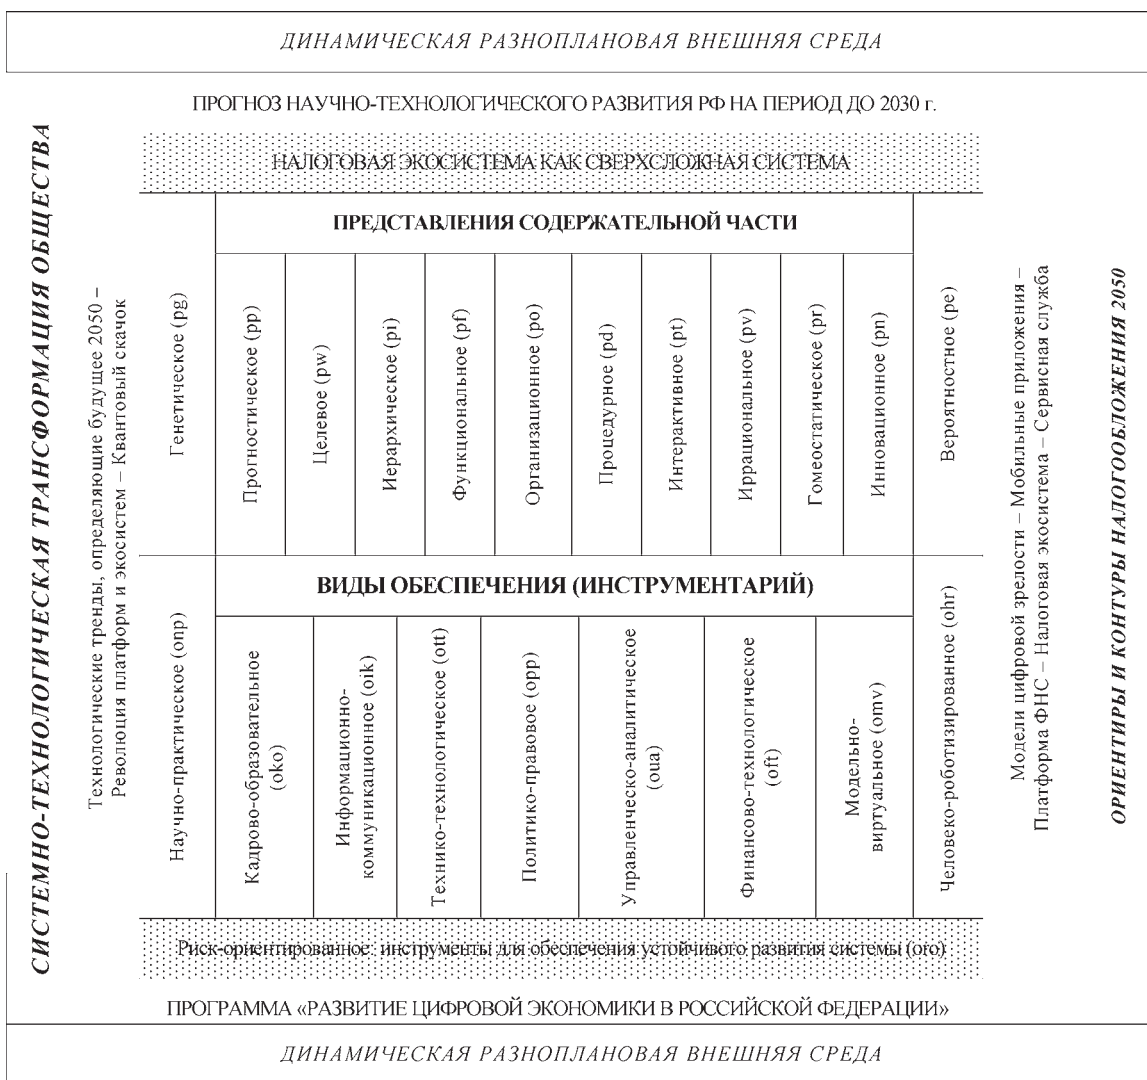 ДИНАМИЧЕСКАЯ РАЗНОПЛАНОВАЯ ВНЕШНЯЯ СРЕДА
ПРОГНОЗ НАУЧНО-ТЕХНОЛОГИЧЕСКОГО РАЗВИТИЯ РФ НА ПЕРИОД ДО 2030 г.
НАЛОГОВАЯ ЭКОСИСТЕМА КАК СВЕРХСЛОЖНАЯ СИСТЕМА
СИСТЕМНО-ТЕХНОЛОГИЧЕСКАЯ ТРАНСФОРМАЦИЯ ОБЩЕСТВА
Технологические тренды, определяющие будущее 2050 –
Революция платформ и экосистем – Квантовый скачок
Генетическое (pg)
ПРЕДСТАВЛЕНИЯ СОДЕРЖАТЕЛЬНОЙ ЧАСТИ
Прогностическое (pp)
Целевое (pw)
Иерархическое (pi)
Функциональное (pf)
Организационное (po)
Процедурное (pd)
Интерактивное (pt)
Иррациональное (pv)
Гомеостатическое (pr)
Инновационное (pn)
Вероятностное (pe)
Научно-практическое (onp)
ВИДЫ ОБЕСПЕЧЕНИЯ (ИНСТРУМЕНТАРИЙ)
Кадрово-образовательное
(oko)
Информационно-
коммуникационное (oik)
Технико-технологическое (ott)
Политико-правовое (opp)
Управленческо-аналитическое
(oua)
Финансово-технологическое
(oft)
Модельно-
виртуальное (omv)
Человеко-роботизированное (ohr)
Модели цифровой зрелости – Мобильные приложения –
Платформа ФНС – Налоговая экосистема – Сервисная служба
ОРИЕНТИРЫ И КОНТУРЫ НАЛОГООБЛОЖЕНИЯ 2050
Риск-ориентированное: инструменты для обеспечения устойчивого развития системы (oro)
ПРОГРАММА «РАЗВИТИЕ ЦИФРОВОЙ ЭКОНОМИКИ В РОССИЙСКОЙ ФЕДЕРАЦИИ»
ДИНАМИЧЕСКАЯ РАЗНОПЛАНОВАЯ ВНЕШНЯЯ СРЕДА